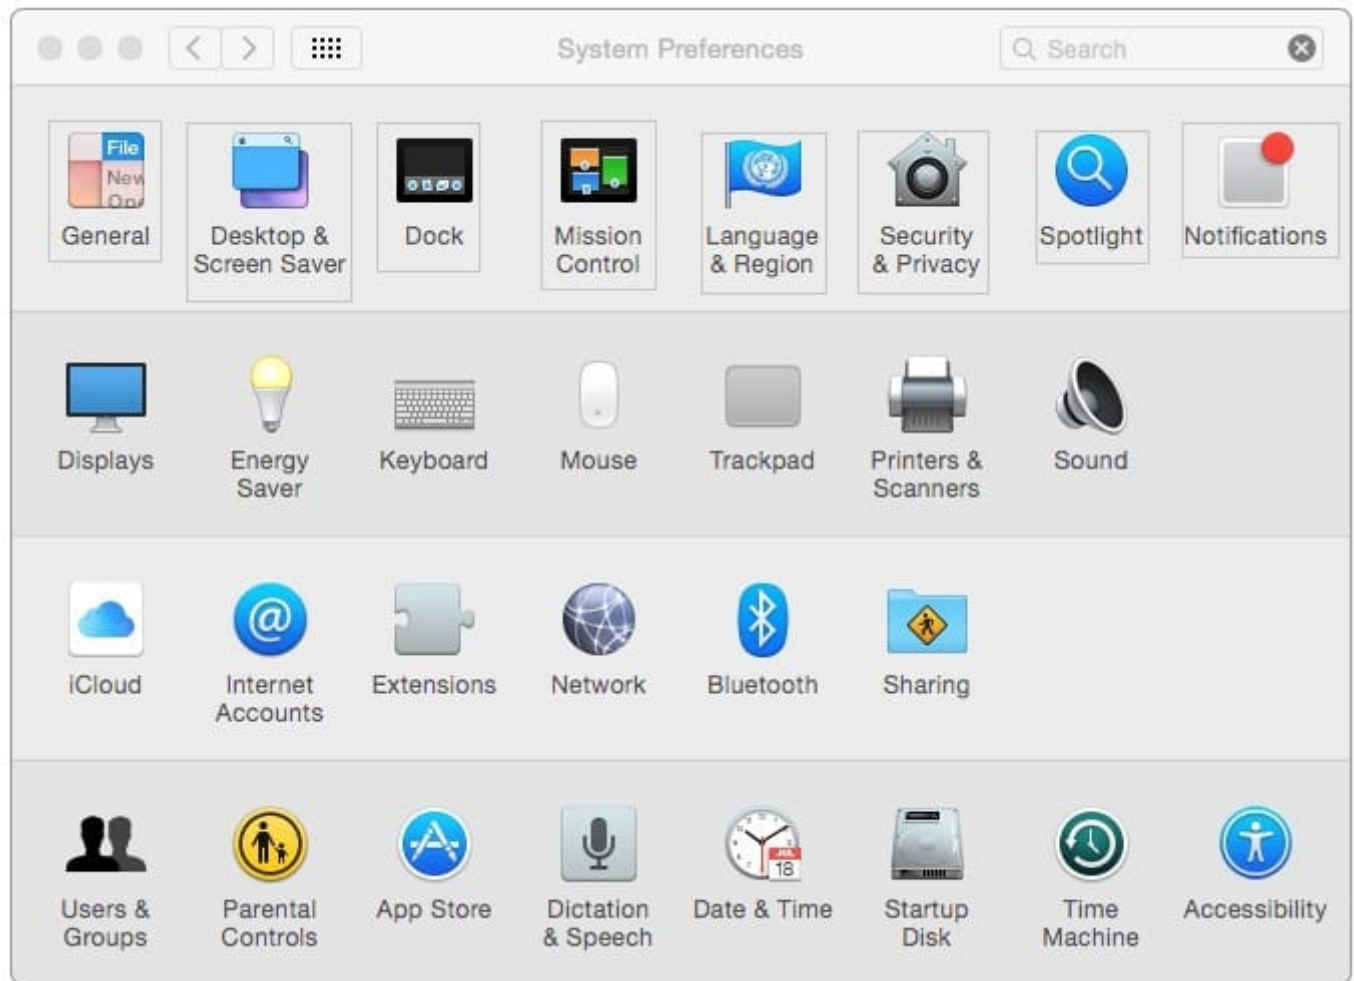 System Preferences
Search
File
New
General
Desktop &
Screen Saver
Dock
Mission
Control
Language
& Region
Security
& Privacy
Spotlight
Notifications
Displays
Energy
Saver
Keyboard
Mouse
Trackpad
Printers &
Scanners
Sound
@
iCloud
Internet
Accounts
Extensions
Network
Bluetooth
Sharing
JUL
18
Users &
Groups
Parental
Controls
App Store
Dictation
& Speech
Date & Time
Startup
Disk
Time
Machine
Accessibility